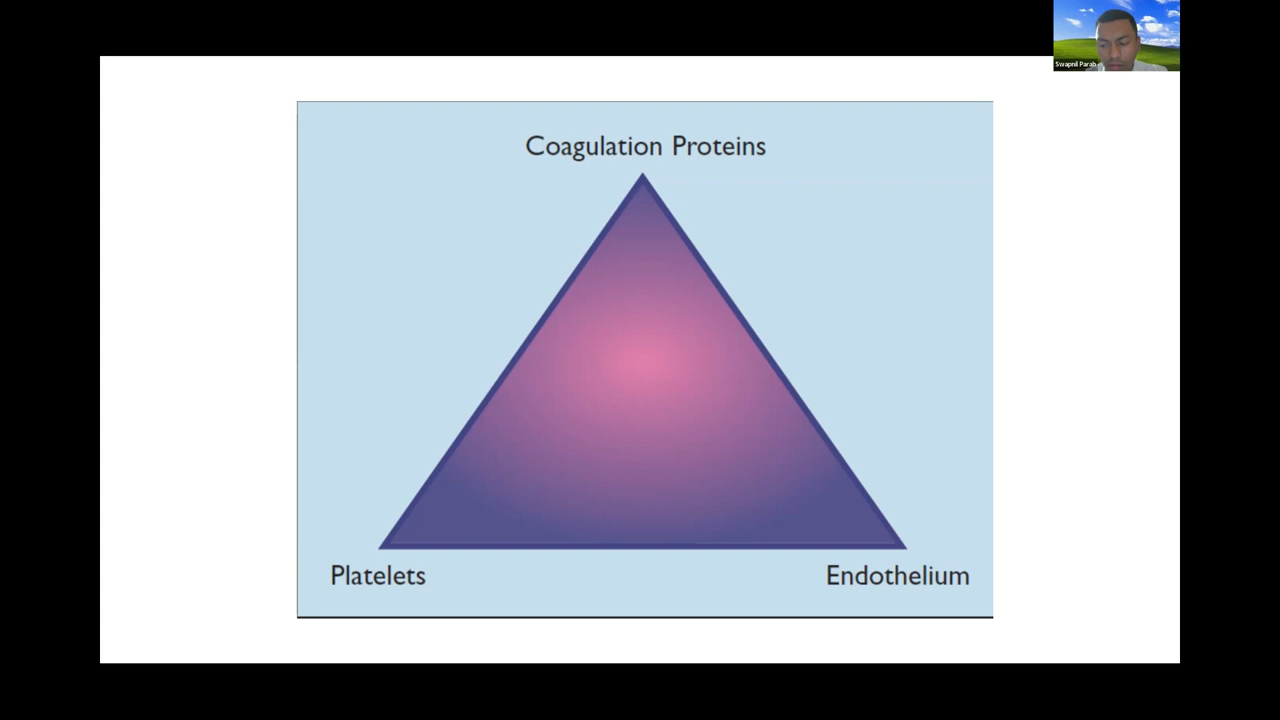 Swapnil Parab
Coagulation Proteins
Platelets
Endothelium